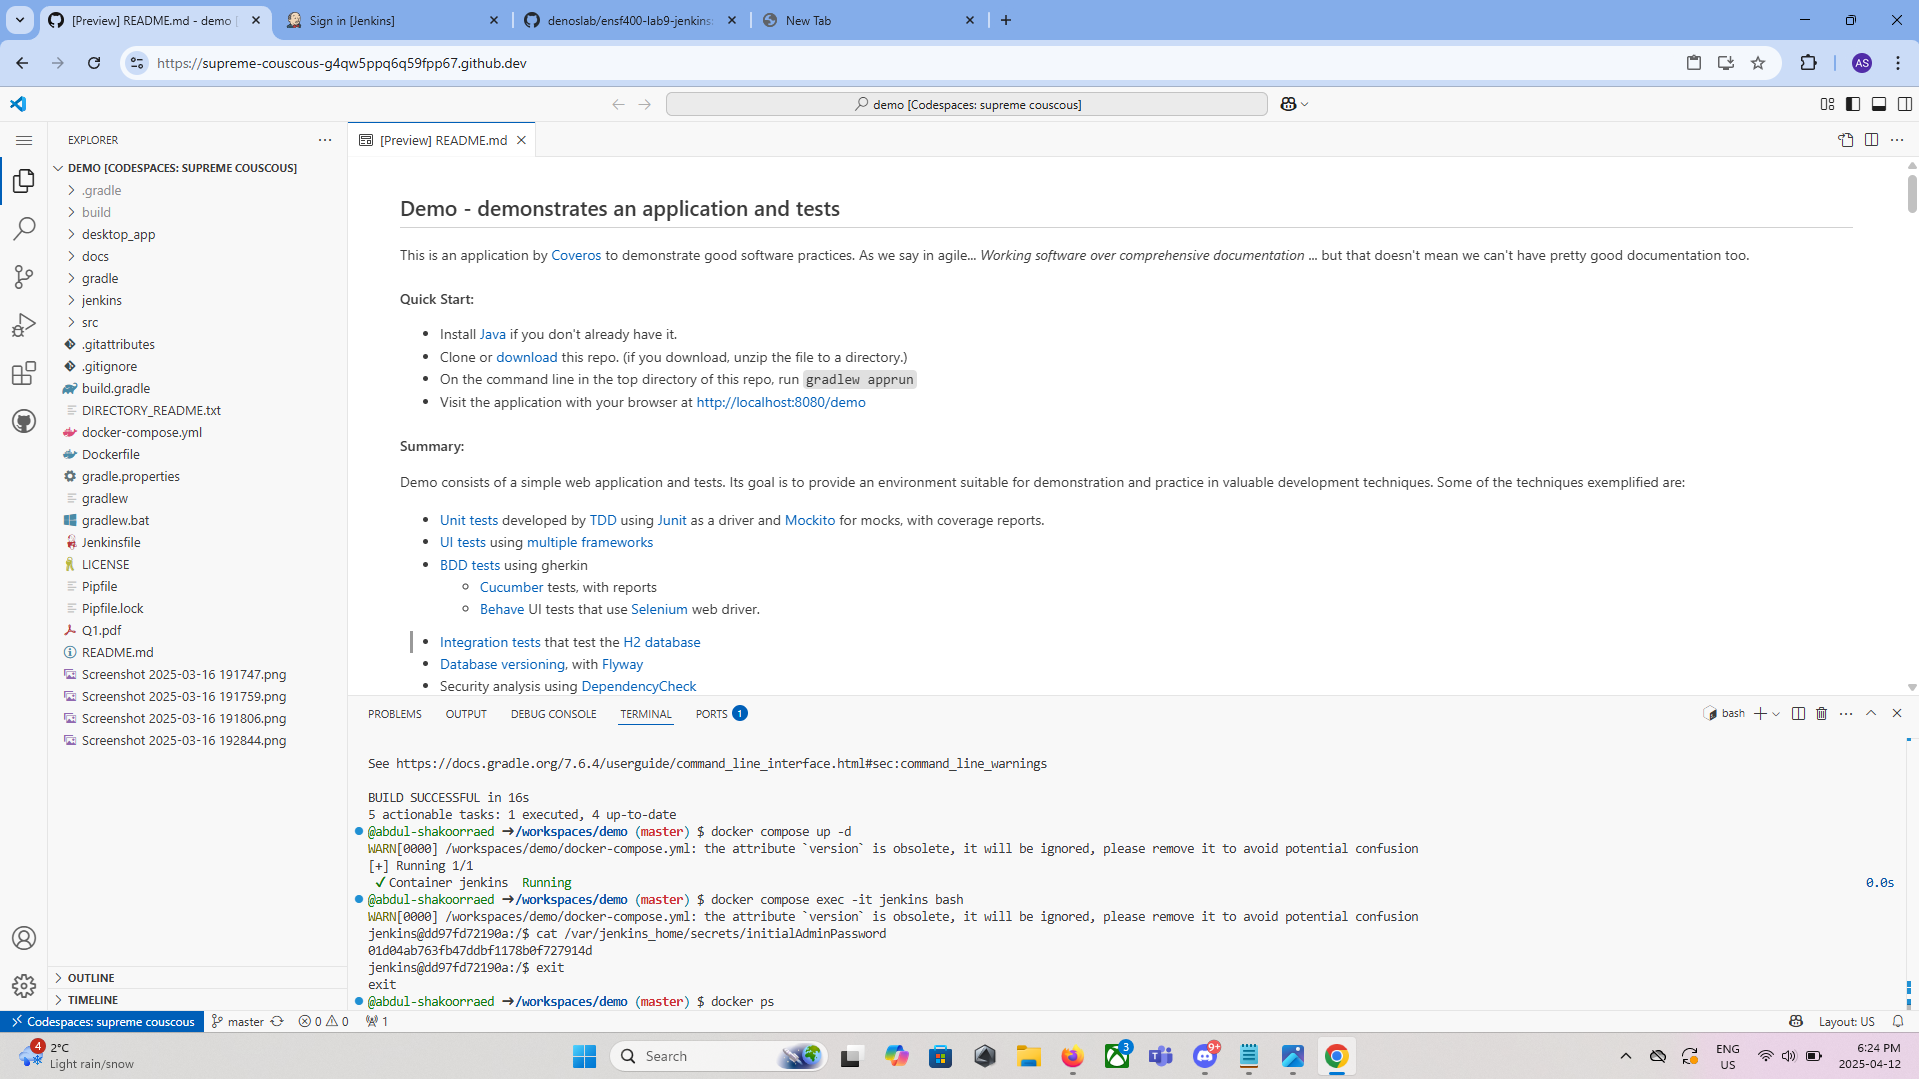 [Preview] README.md - demo [
Sign in [Jenkins]
denoslab/ensf400-lab9-jenkins:
New Tab
https://supreme-couscous-g4qw5ppq6q59fpp67.github.dev
AS
demo [Codespaces: supreme couscous]
EXPLORER
DEMO [CODESPACES: SUPREME COUSCOUS]
.gradle
build
desktop_app
docs
gradle
jenkins
src
.gitattributes
.gitignore
build.gradle
DIRECTORY_README.txt
docker-compose.yml
Dockerfile
gradle.properties
gradlew
gradlew.bat
Jenkinsfile
LICENSE
Pipfile
Pipfile.lock
Q1.pdf
README.md
Screenshot 2025-03-16 191747.png
Screenshot 2025-03-16 191759.png
Screenshot 2025-03-16 191806.png
Screenshot 2025-03-16 192844.png
OUTLINE
TIMELINE
[Preview] README.md
Demo - demonstrates an application and tests
This is an application by Coveros to demonstrate good software practices. As we say in agile... Working software over comprehensive documentation ... but that doesn't mean we can't have pretty good documentation too.
Quick Start:
• Install Java if you don't already have it.
• Clone or download this repo. (if you download, unzip the file to a directory.)
• On the command line in the top directory of this repo, run gradlew apprun
• Visit the application with your browser at http://localhost:8080/demo
Summary:
Demo consists of a simple web application and tests. Its goal is to provide an environment suitable for demonstration and practice in valuable development techniques. Some of the techniques exemplified are:
• Unit tests developed by TDD using Junit as a driver and Mockito for mocks, with coverage reports.
• UI tests using multiple frameworks
• BDD tests using gherkin
◦ Cucumber tests, with reports
◦ Behave UI tests that use Selenium web driver.
• Integration tests that test the H2 database
• Database versioning, with Flyway
• Security analysis using DependencyCheck
PROBLEMS OUTPUT DEBUG CONSOLE TERMINAL PORTS 1
bash
See https://docs.gradle.org/7.6.4/userguide/command_line_interface.html#sec:command_line_warnings
BUILD SUCCESSFUL in 16s
5 actionable tasks: 1 executed, 4 up-to-date
@abdul-shakoorraed ➜/workspaces/demo (master) $ docker compose up -d
WARN[0000] /workspaces/demo/docker-compose.yml: the attribute `version` is obsolete, it will be ignored, please remove it to avoid potential confusion
[+] Running 1/1
✔ Container jenkins Running 0.0s
@abdul-shakoorraed ➜/workspaces/demo (master) $ docker compose exec -it jenkins bash
WARN[0000] /workspaces/demo/docker-compose.yml: the attribute `version` is obsolete, it will be ignored, please remove it to avoid potential confusion
jenkins@dd97fd72190a:/$ cat /var/jenkins_home/secrets/initialAdminPassword
01d04ab763fb47ddbf1178b0f727914d
jenkins@dd97fd72190a:/$ exit
exit
@abdul-shakoorraed ➜/workspaces/demo (master) $ docker ps
Codespaces: supreme couscous
master
0 0
1
Layout: US
4
2°C
Light rain/snow
Search
3
9+
ENG
US
6:24 PM
2025-04-12